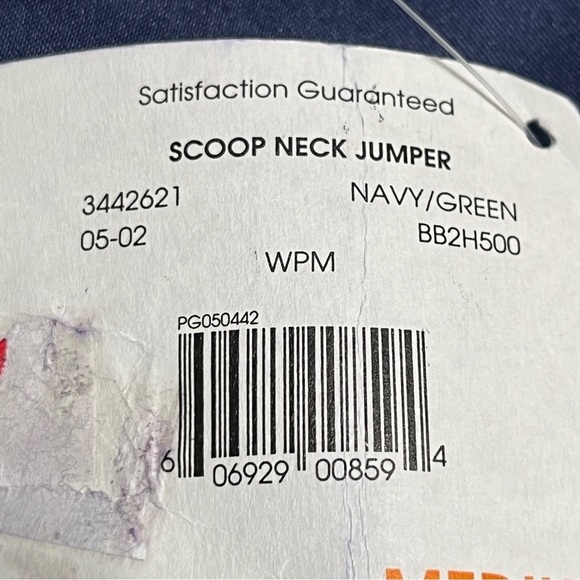 Satisfaction Guaranteed
SCOOP NECK JUMPER
3442621 NAVY/GREEN
05-02 BB2H500
WPM
PG050442
6 06929 00859 4